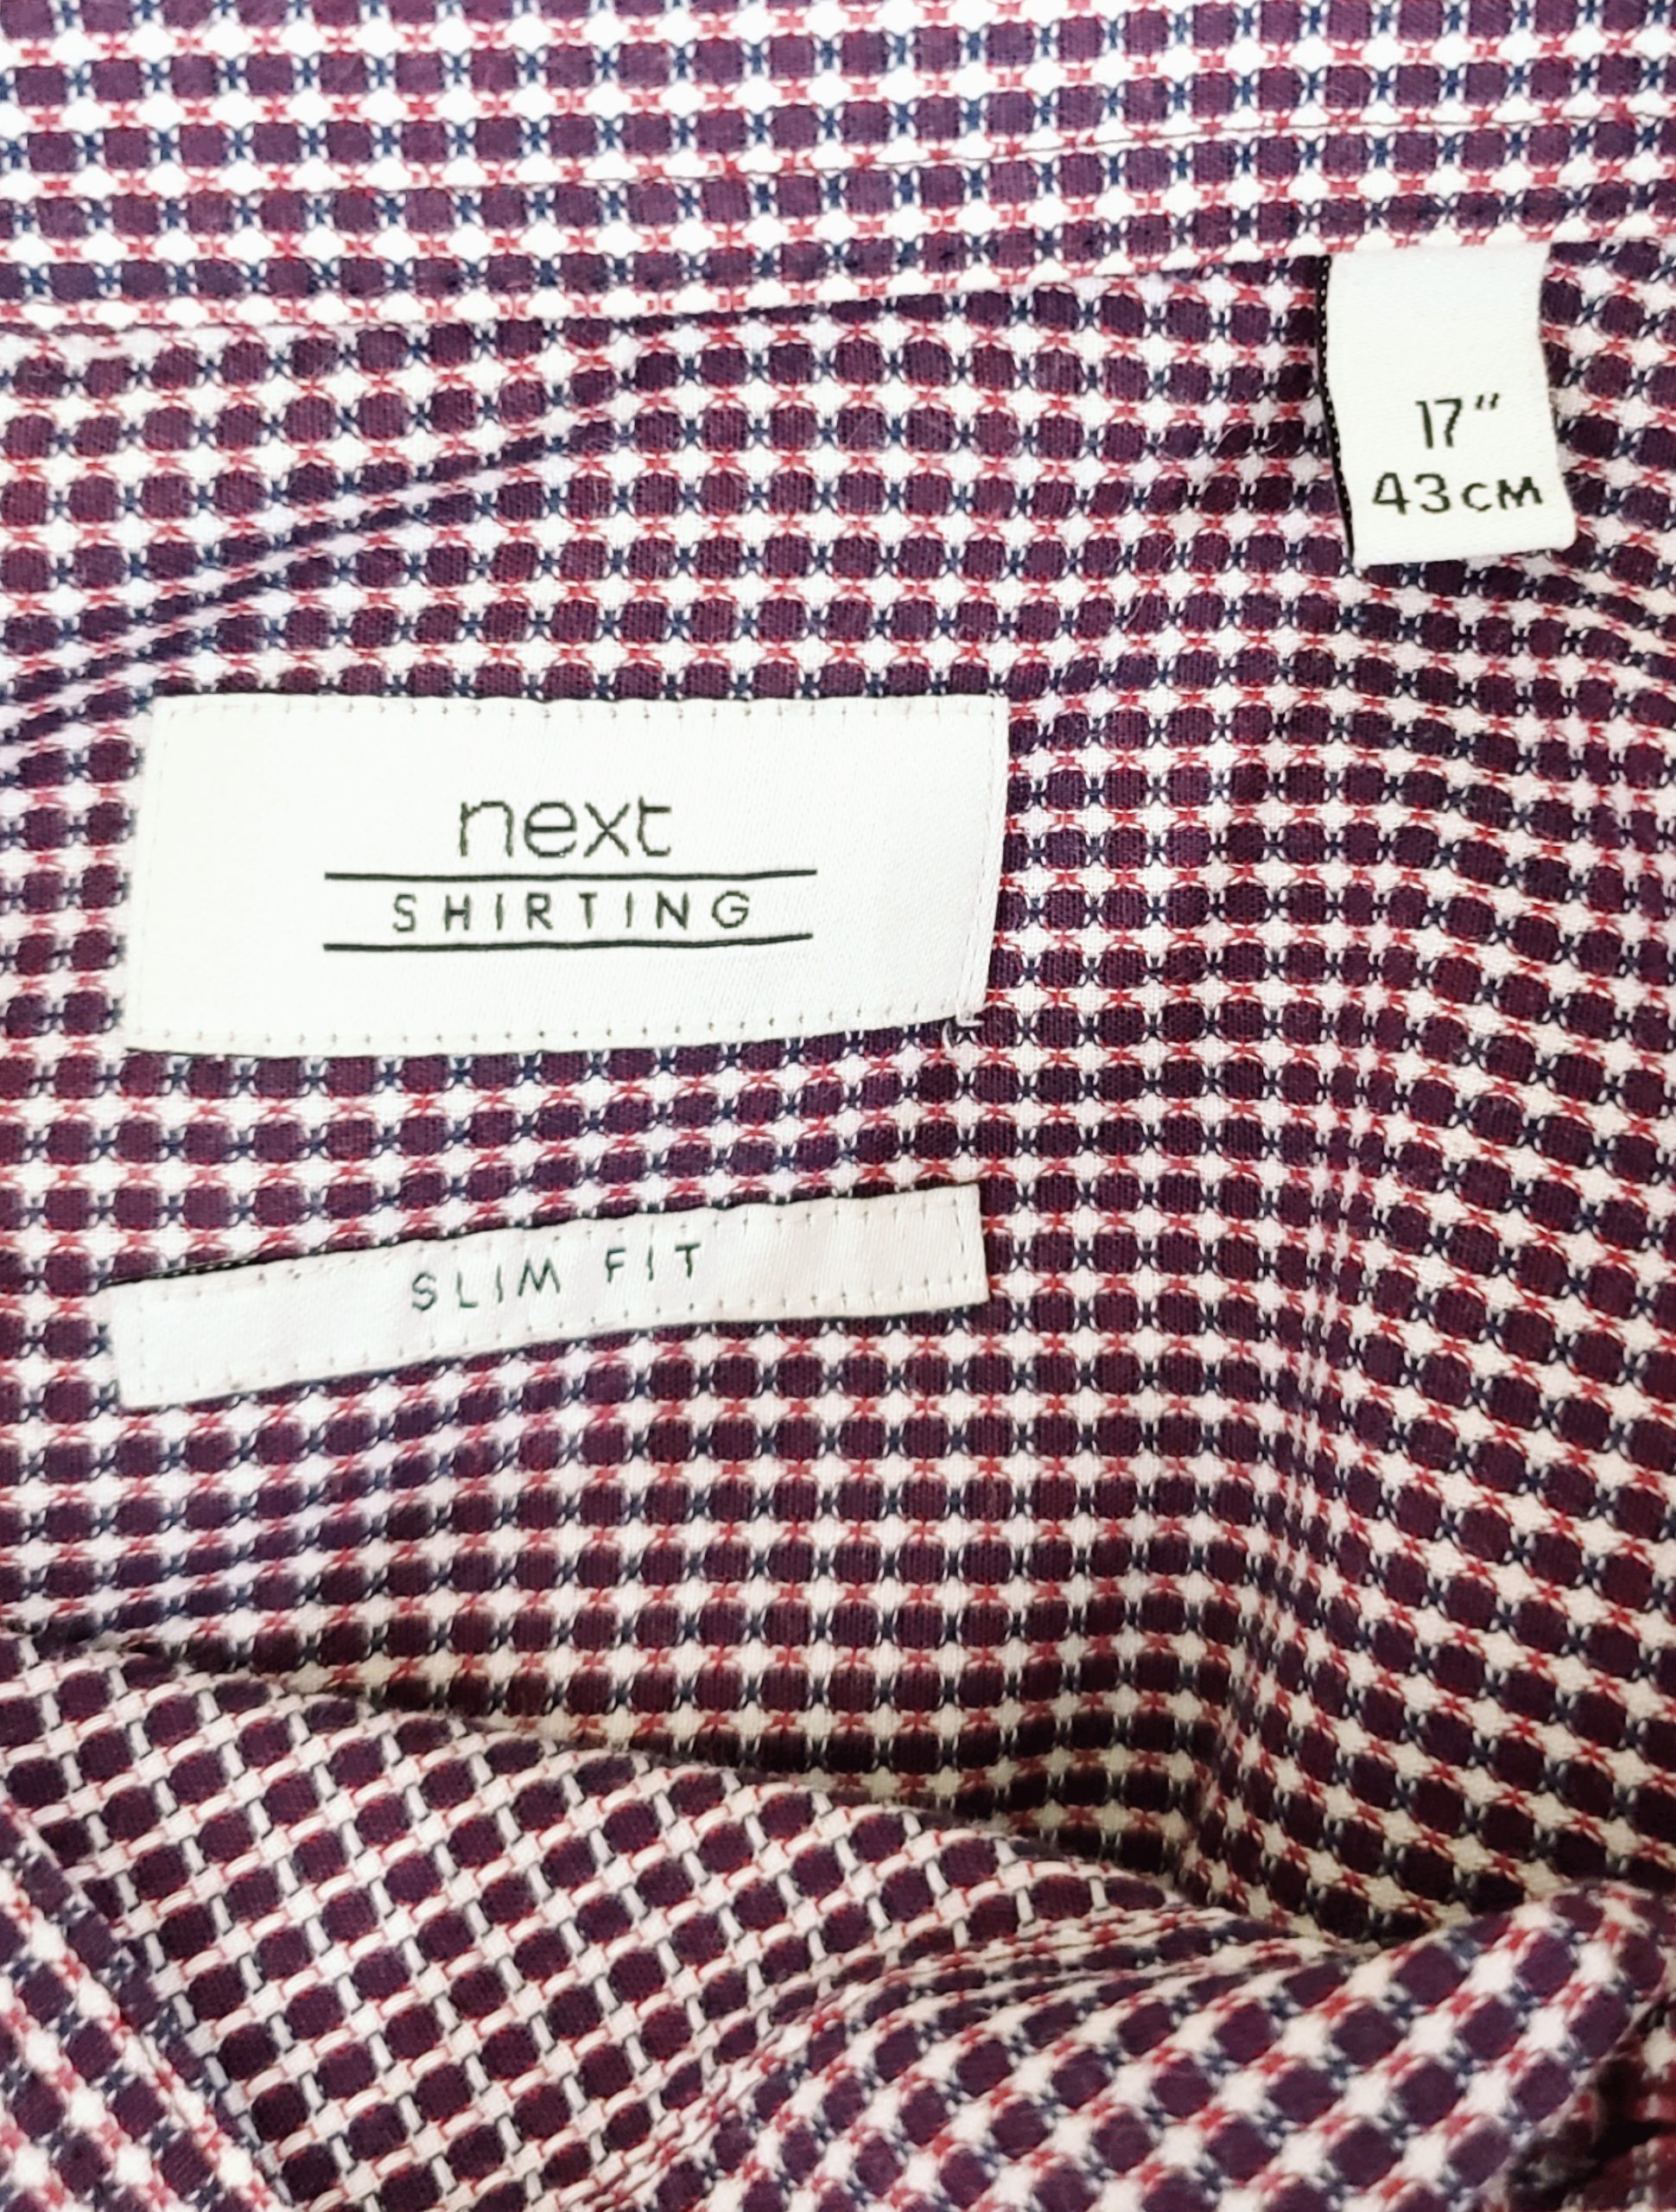 17"
43CM
next
SHIRTING
SLIM FIT